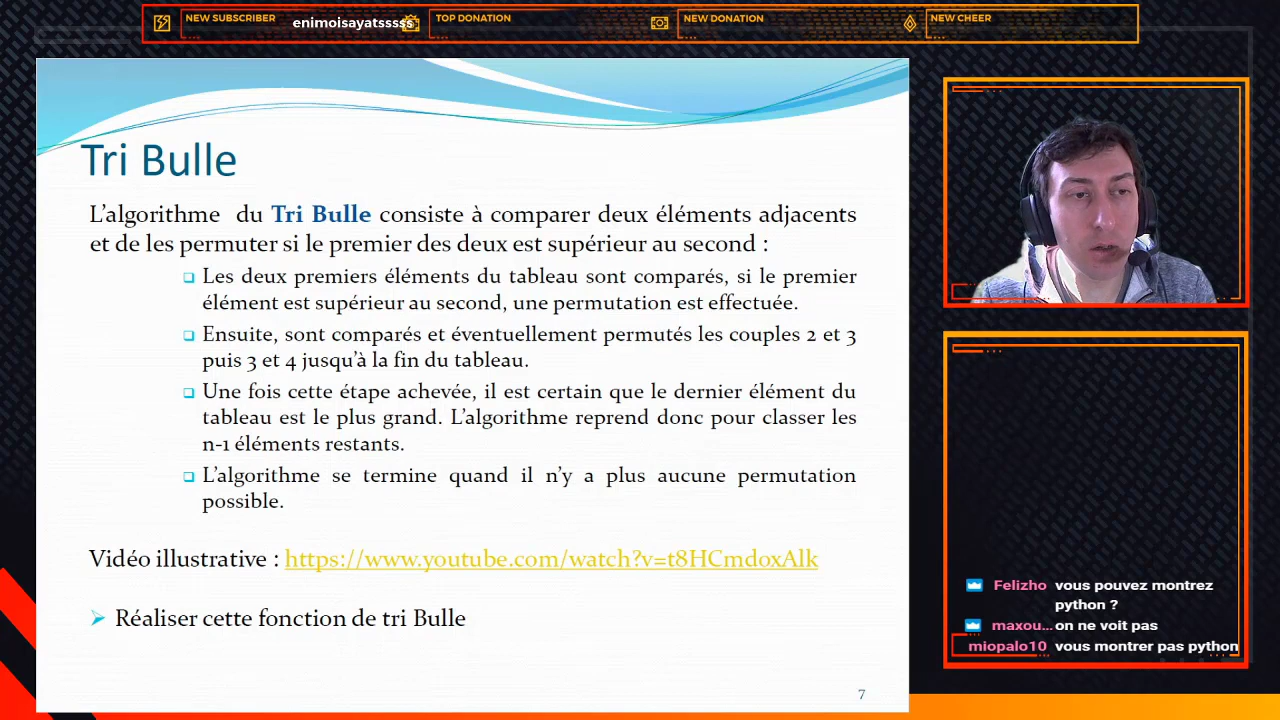 NEW SUBSCRIBER
enimoisayatsssss
TOP DONATION
NEW DONATION
NEW CHEER
Tri Bulle
L'algorithme du Tri Bulle consiste à comparer deux éléments adjacents
et de les permuter si le premier des deux est supérieur au second :
Les deux premiers éléments du tableau sont comparés, si le premier
élément est supérieur au second, une permutation est effectuée.
Ensuite, sont comparés et éventuellement permutés les couples 2 et 3
puis 3 et 4 jusqu'à la fin du tableau.
Une fois cette étape achevée, il est certain que le dernier élément du
tableau est le plus grand. L'algorithme reprend donc pour classer les
n-1 éléments restants.
L'algorithme se termine quand il n'y a plus aucune permutation
possible.
Vidéo illustrative : https://www.youtube.com/watch?v=t8HCmdoxAlk
Réaliser cette fonction de tri Bulle
7
Felizho vous pouvez montrez
python ?
maxou... on ne voit pas
miopalo10 vous montrer pas python